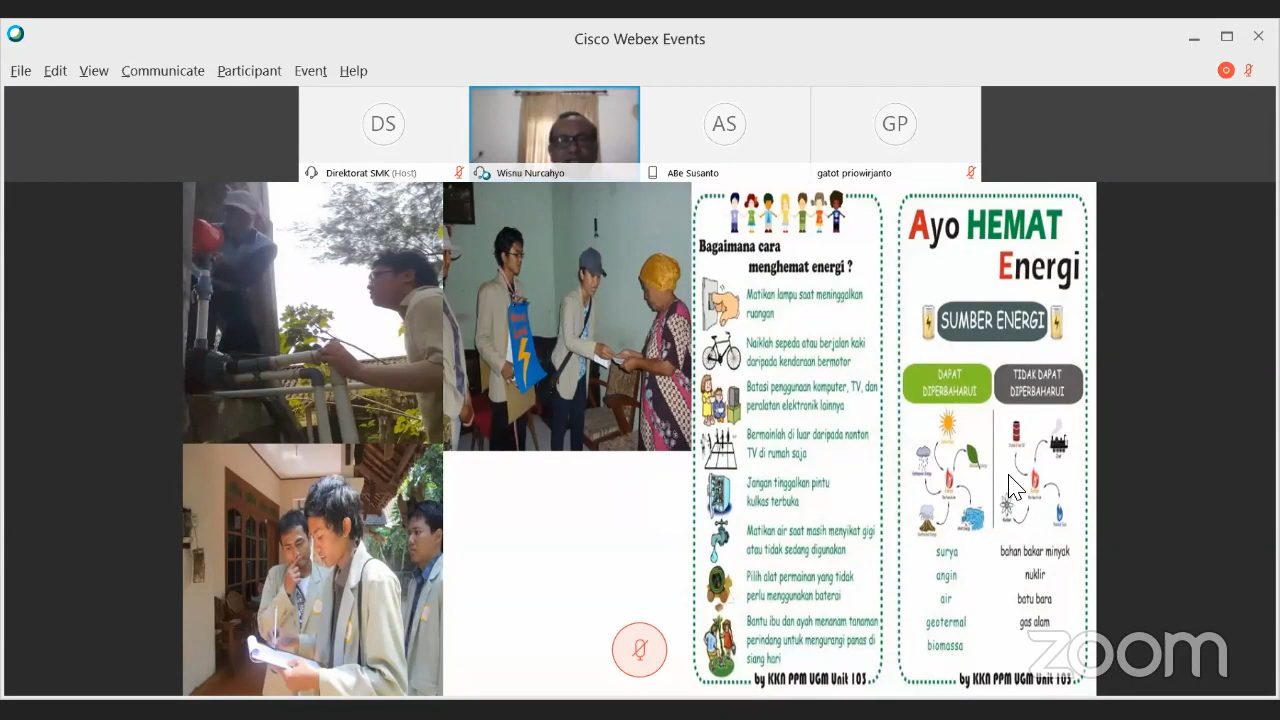 Cisco Webex Events
File Edit View Communicate Participant Event Help
DS
AS
GP
Direktorat SMK (Host)
Wisnu Nurcahyo
ABe Susanto
gatot priowirjanto
Bagaimana cara
menghemat energi ?
Matikan lampu saat meninggalkan
ruangan
Naiklah sepeda atau berjalan kaki
daripada kendaraan bermotor
Batasi penggunaan komputer, TV, dan
peralatan elektronik lainnya
Bermainlah di luar daripada nonton
TV di rumah saja
Jangan tinggalkan pintu
kulkas terbuka
Matikan air saat masih menyikat gigi
atau tidak sedang digunakan
Pilih alat permainan yang tidak
perlu menggunakan baterai
Bantu ibu dan ayah menanam tanaman
perindang untuk mengurangi panas di
siang hari
by KKN PPM UGM Unit 103
Ayo HEMAT
Energi
SUMBER ENERGI
DAPAT
DIPERBAHARUI
TIDAK DAPAT
DIPERBAHARUI
surya
angin
air
geotermal
biomassa
bahan bakar minyak
nuklir
batu bara
gas alam
by KKN PPM UGM Unit 103
zoom